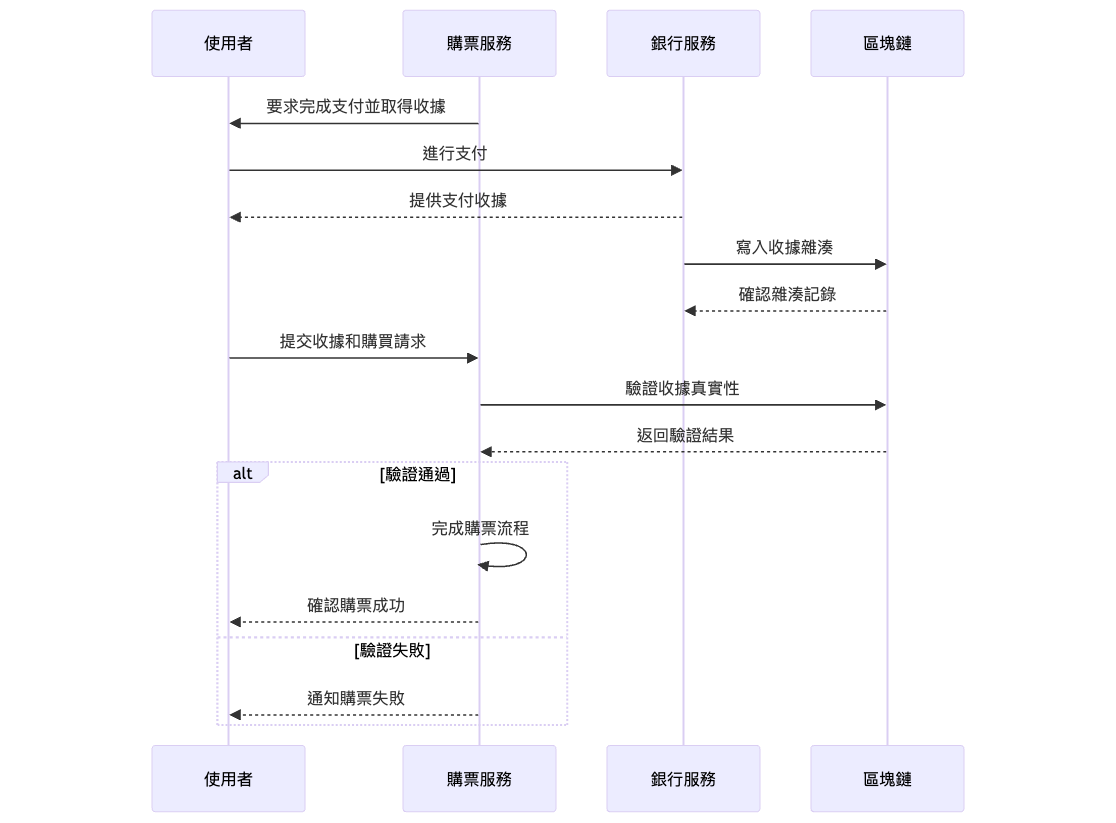 使用者
購票服務
銀行服務
區塊鏈
要求完成支付並取得收據
進行支付
提供支付收據
寫入收據雜湊
確認雜湊記錄
提交收據和購買請求
驗證收據真實性
返回驗證結果
alt
[驗證通過]
完成購票流程
確認購票成功
[驗證失敗]
通知購票失敗
使用者
購票服務
銀行服務
區塊鏈